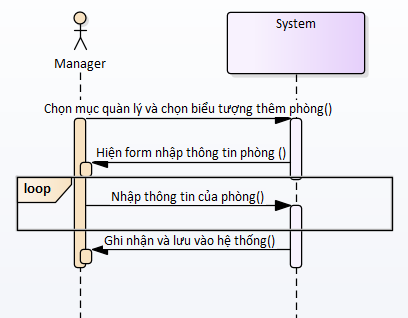 System
Manager
Chọn mục quàn lý và chọn biểu tượng thêm phòng()
Hiện form nhập thông tin phòng ()
loop
Nhập thông tin của phòng()
Ghi nhận và lưu vào hệ thống()